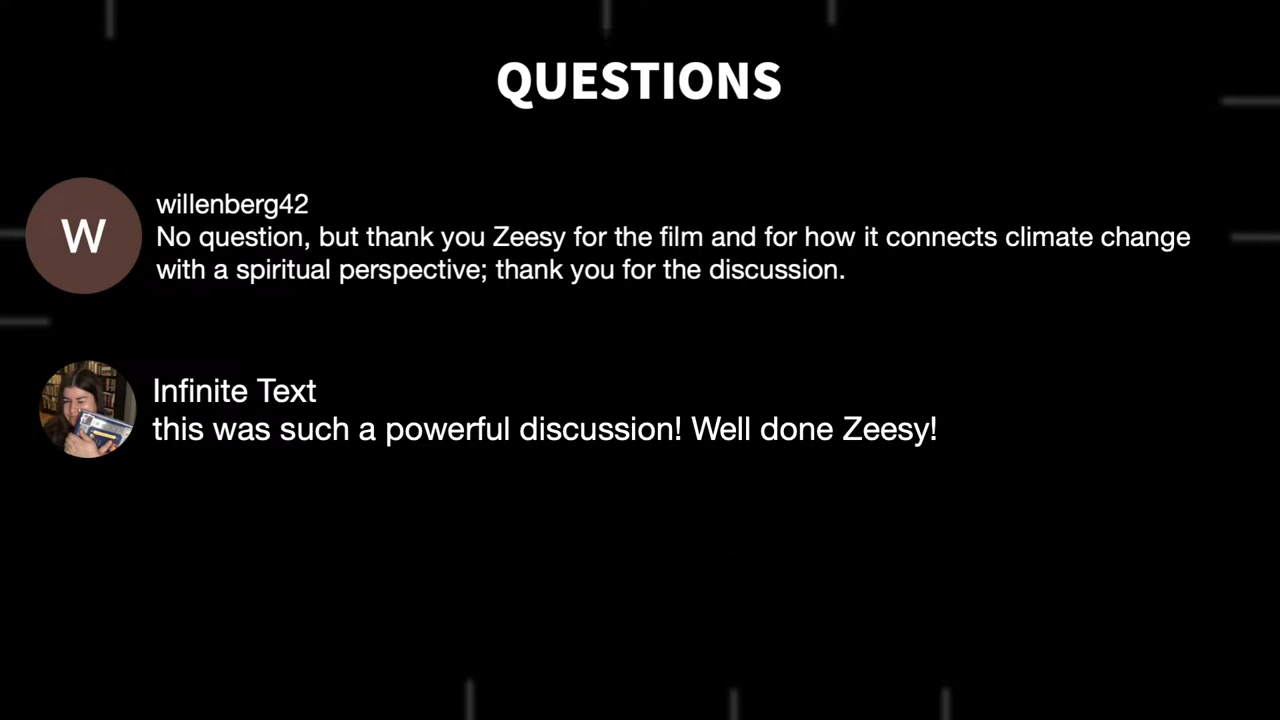 QUESTIONS
W
willenberg42
No question, but thank you Zeesy for the film and for how it connects climate change
with a spiritual perspective; thank you for the discussion.
Infinite Text
this was such a powerful discussion! Well done Zeesy!